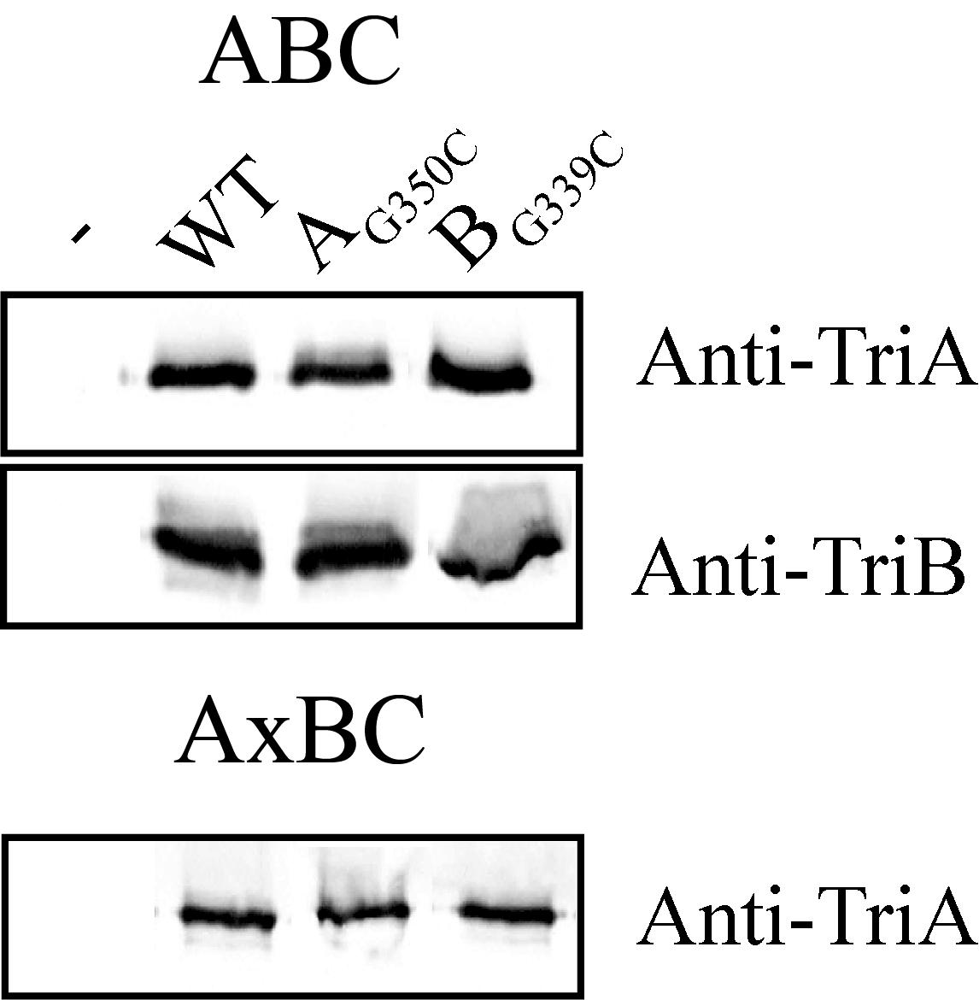 ABC
- WT AG350C BG339C
Anti-TriA
Anti-TriB
AxBC
Anti-TriA